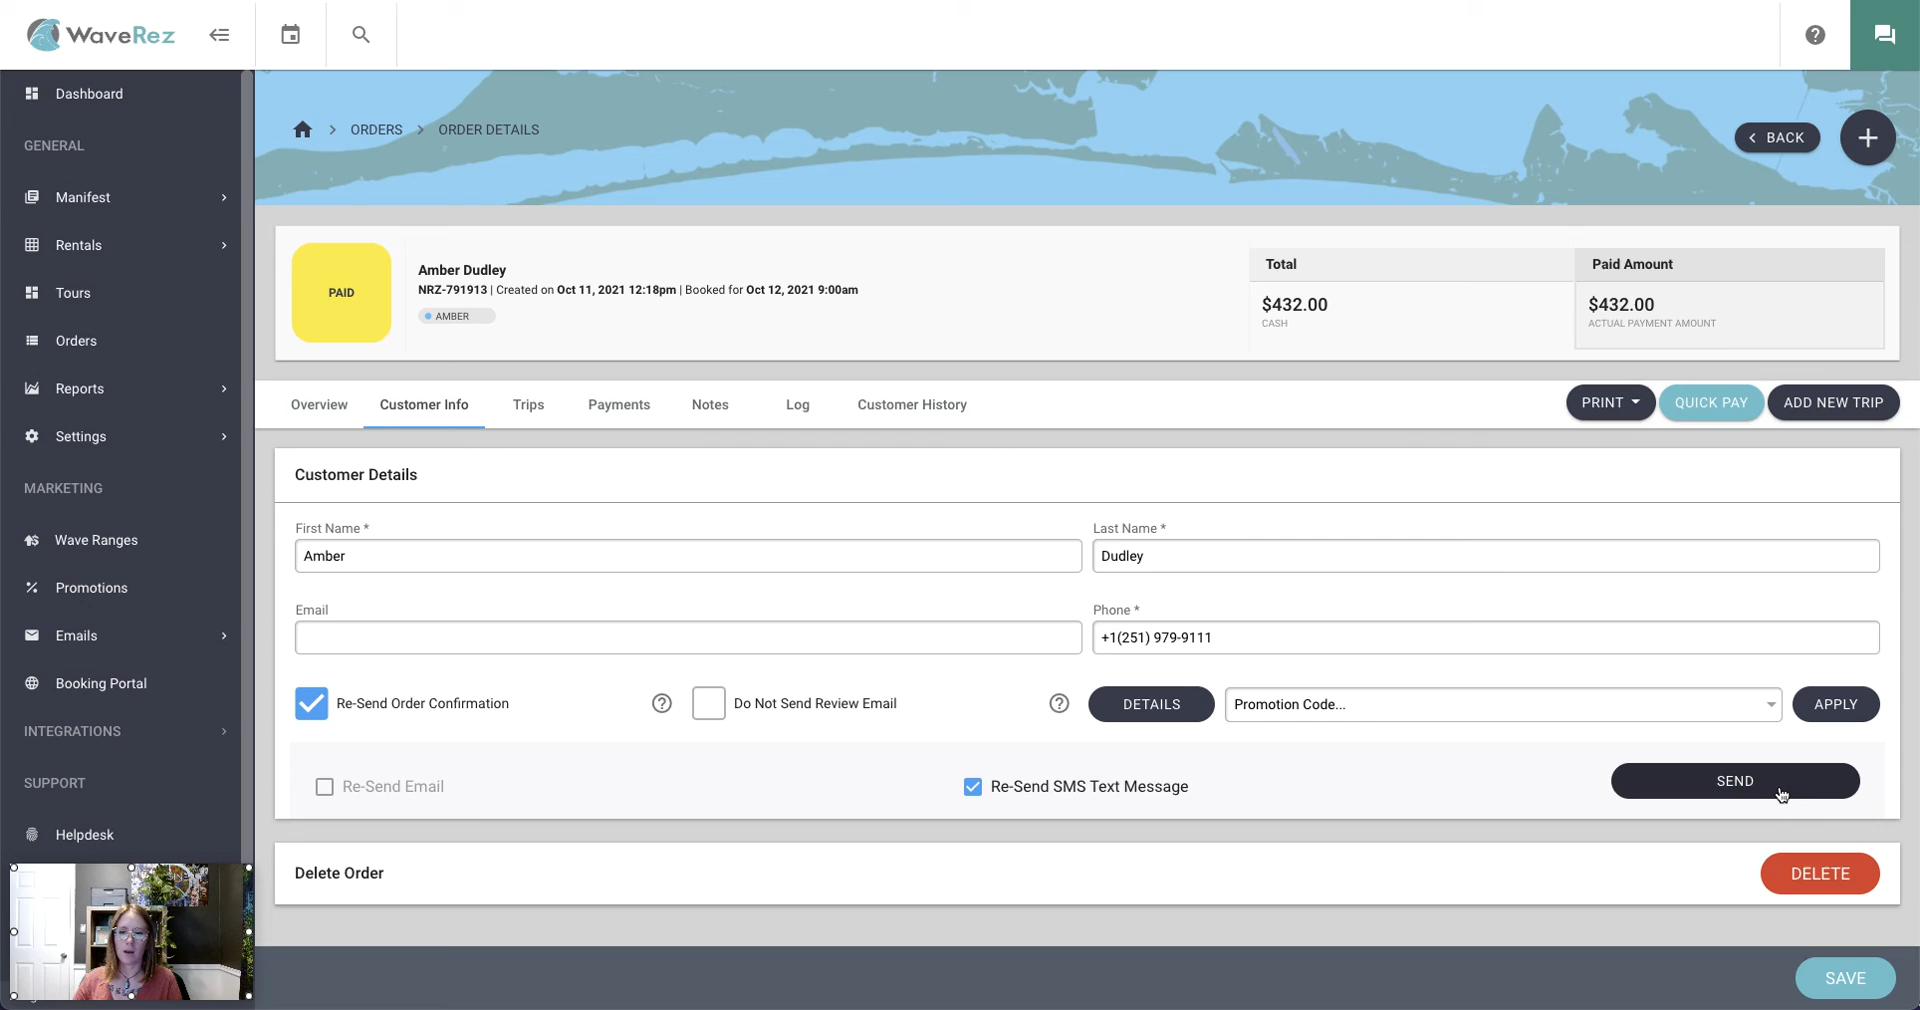 WaveRez
Dashboard
GENERAL
Manifest
Rentals
Tours
Orders
Reports
Settings
MARKETING
Wave Ranges
Promotions
Emails
Booking Portal
INTEGRATIONS
SUPPORT
Helpdesk
ORDERS > ORDER DETAILS
< BACK
PAID
Amber Dudley
NRZ-791913 | Created on Oct 11, 2021 12:18pm | Booked for Oct 12, 2021 9:00am
AMBER
Total
$432.00
CASH
Paid Amount
$432.00
ACTUAL PAYMENT AMOUNT
Overview Customer Info Trips Payments Notes Log Customer History
PRINT QUICK PAY ADD NEW TRIP
Customer Details
First Name * Last Name *
Amber Dudley
Email Phone *
+1(251) 979-9111
Re-Send Order Confirmation Do Not Send Review Email DETAILS Promotion Code... APPLY
Re-Send Email Re-Send SMS Text Message SEND
Delete Order DELETE
SAVE